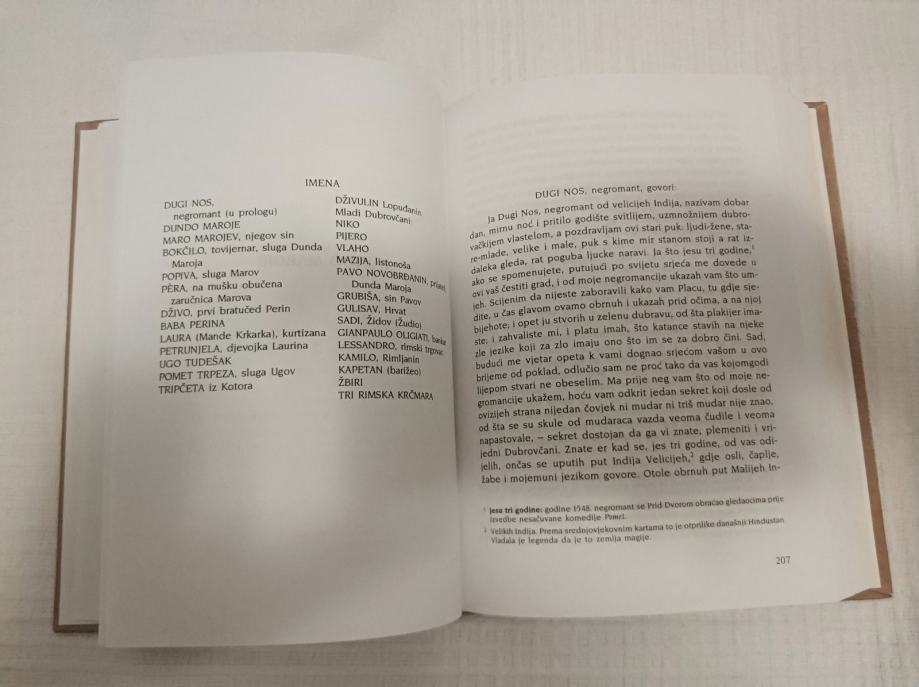 IMENA
DUGI NOS,
negromant (u prologu)
DUNDO MAROJE
MARO MAROJEV, njegov sin
BOKČILO, tovijernar, sluga Dunda
Maroja
POPIVA, sluga Marov
PERA, na mušku obučena
zaručnica Marova
DŽIVO, prvi bratučed Perin
BABA PERINA
LAURA (Mande Krkarka), kurtizana
PETRUNJELA, djevojka Laurina
UGO TUDEŠAK
POMET TRPEZA, sluga Ugov
TRIPČETA iz Kotora
DŽIVULIN Lopuđanin
Mladi Dubrovčani:
NIKO
PIJERO
VLAHO
MAZIJA, listonoša
PAVO NOVOBRĐANIN,
Dunda Maroja
GRUBIŠA, sin Pavov
GULISAV, Hrvat
SADI, Židov (Žudio)
GIANPAULO OLIGIATI,
LESSANDRO, rimski trgovac
KAMILO, Rimljanin
KAPETAN (barižeo)
ŽBIRI
TRI RIMSKA KRČMARA
DUGI NOS, negromant, govori:
Ja Dugi Nos, negromant od velicijeh Indija, nazivam dobar
dan, mirnu noć i pritilo godište svitlijem, uzmnožnijem dubro-
vačkijem vlastelom, a pozdravljam ovi stari puk: ljudi-žene, sta-
re-mlade, velike i male, puk s kime mir stanom stoji a rat iz-
daleka gleda, rat poguba ljucke naravi. Ja što jesu tri godine,¹
ako se spomenujete, putujući po svijetu srjeća me dovede u
ovi vaš čestiti grad, i od moje negromancije ukazah vam što um-
jeh. Scijenim da nijeste zaboravili kako vam Placu, tu gdje sje-
dite, u čas glavom ovamo obrnuh i ukazah prid očima, a na njoj
bijehote; i opet ju stvorih u zelenu dubravu, od šta plakijer ima-
ste; i zahvaliste mi, i platu imah, što katance stavih na njeke
zle jezike koji za zlo imaju ono što im se za dobro čini. Sad,
budući me vjetar opeta k vami dognao srjećom vašom u ovo
brijeme od poklad, odlučio sam ne proć tako da vas kojomgodi
lijepom stvari ne obeselim. Ma prije neg vam što od moje ne-
gromancije ukažem, hoću vam odkrit jedan sekret koji dosle od
ovizijeh strana nijedan čovjek ni mudar ni triš mudar nije znao,
od šta se su skule od mudaraca vazda veoma čudile i veoma
napastovale, – sekret dostojan da ga vi znate, plemeniti i vri-
jedni Dubrovčani. Znate er kad se, jes tri godine, od vas odi-
jelih, ončas se uputih put Indija Velicijeh,² gdje osli, čaplje,
žabe i mojemuni jezikom govore. Otole obrnuh put Malijeh In-
¹ jesu tri godine: godine 1548. negromant se Prid Dvorom obraćao gledaocima prije
izvedbe nesačuvane komedije Pomet.
² Velikih Indija. Prema srednjovjekovnim kartama to je otprilike današnji Hindustan
Vladala je legenda da je to zemlja magije.
207